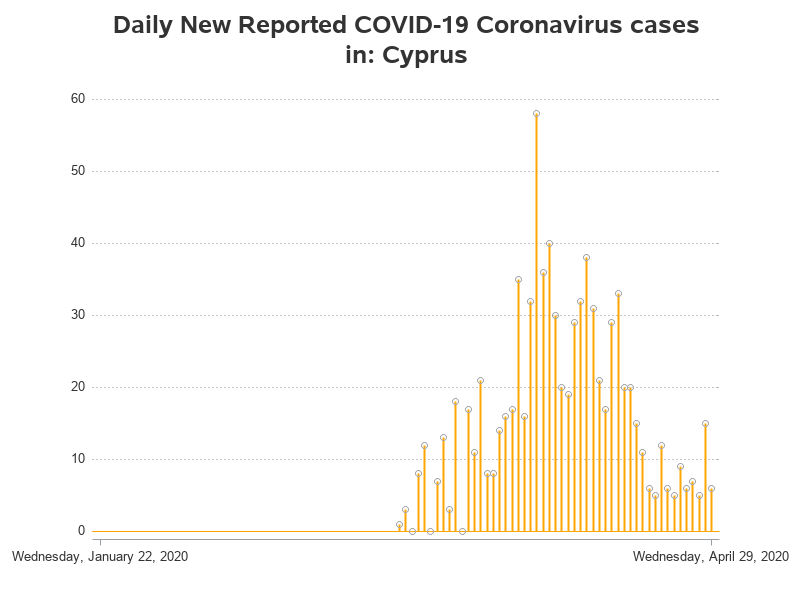 Daily New Reported COVID-19 Coronavirus cases
in: Cyprus
60
50
40
30
20
10
0
Wednesday, January 22, 2020 Wednesday, April 29, 2020